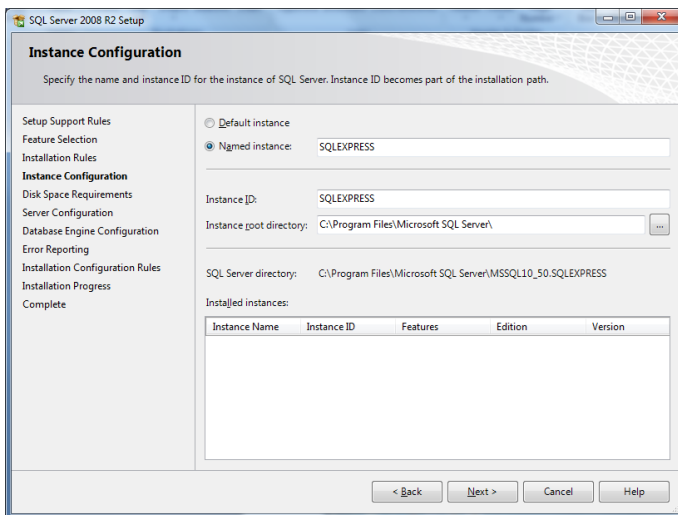 SQL Server 2008 R2 Setup
Instance Configuration
Specify the name and instance ID for the instance of SQL Server. Instance ID becomes part of the installation path.
Setup Support Rules
Feature Selection
Installation Rules
Instance Configuration
Disk Space Requirements
Server Configuration
Database Engine Configuration
Error Reporting
Installation Configuration Rules
Installation Progress
Complete
Default instance
Named instance: SQLEXPRESS
Instance ID: SQLEXPRESS
Instance root directory: C:\Program Files\Microsoft SQL Server\ ...
SQL Server directory: C:\Program Files\Microsoft SQL Server\MSSQL10_50.SQLEXPRESS
Installed instances:
Instance Name Instance ID Features Edition Version
< Back Next > Cancel Help